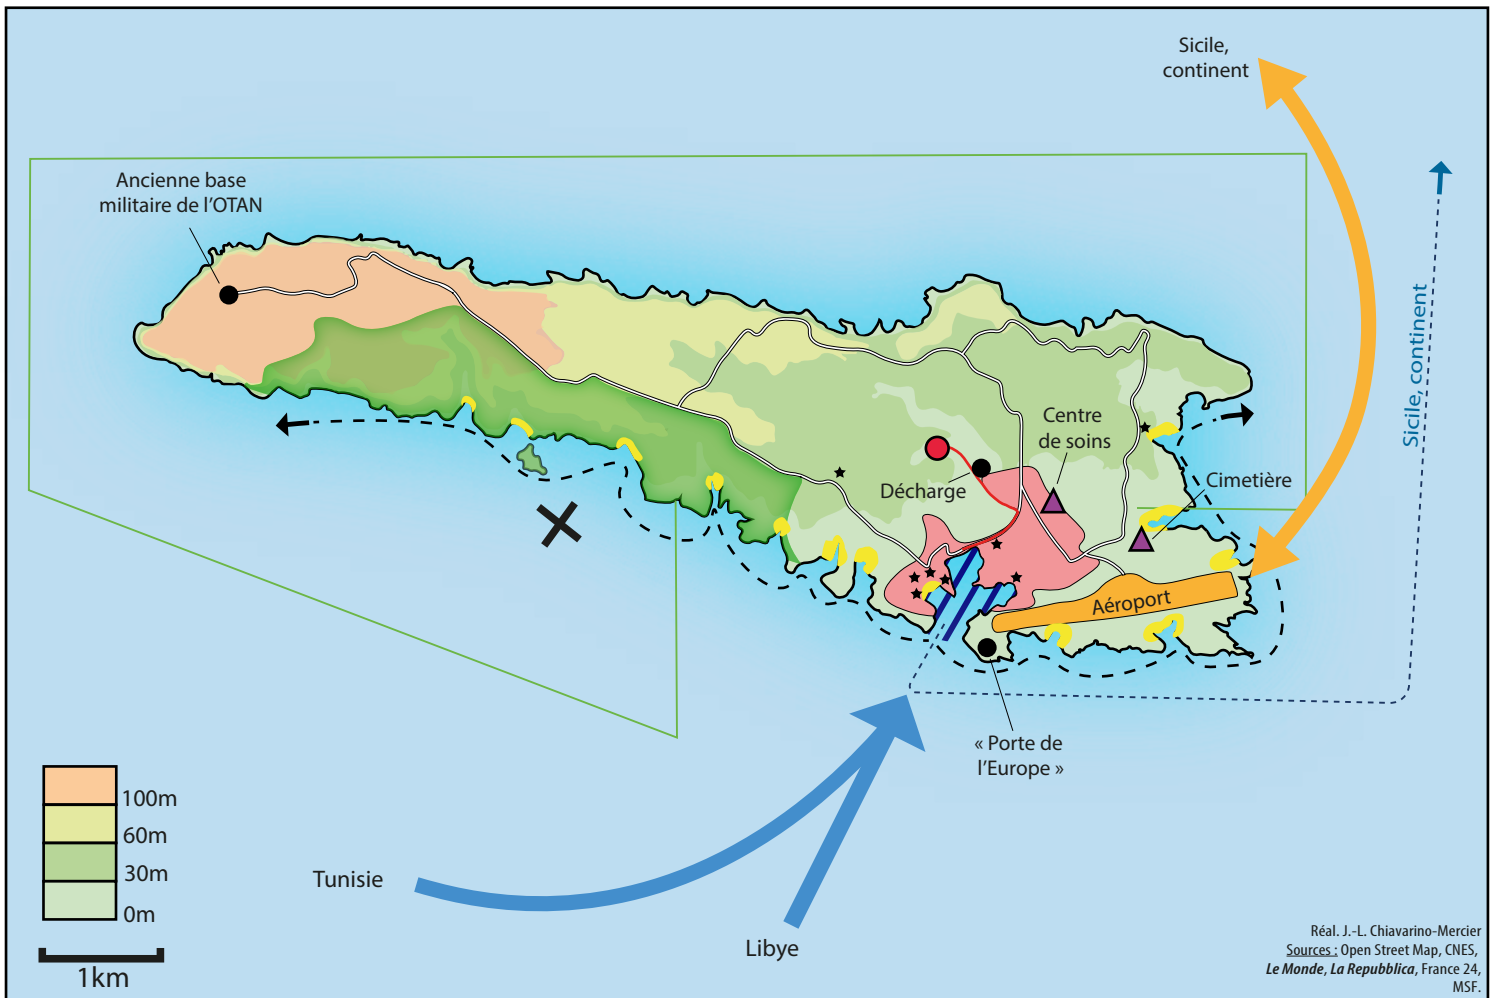 Sicile,
continent
Ancienne base
militaire de l’OTAN
Sicile, continent
Centre
de soins
Décharge
Cimetière
Aéroport
« Porte de
l’Europe »
100m
60m
30m
0m
1km
Tunisie
Libye
Réal. J.-L. Chiavarino-Mercier
Sources : Open Street Map, CNES,
Le Monde, La Repubblica, France 24,
MSF.